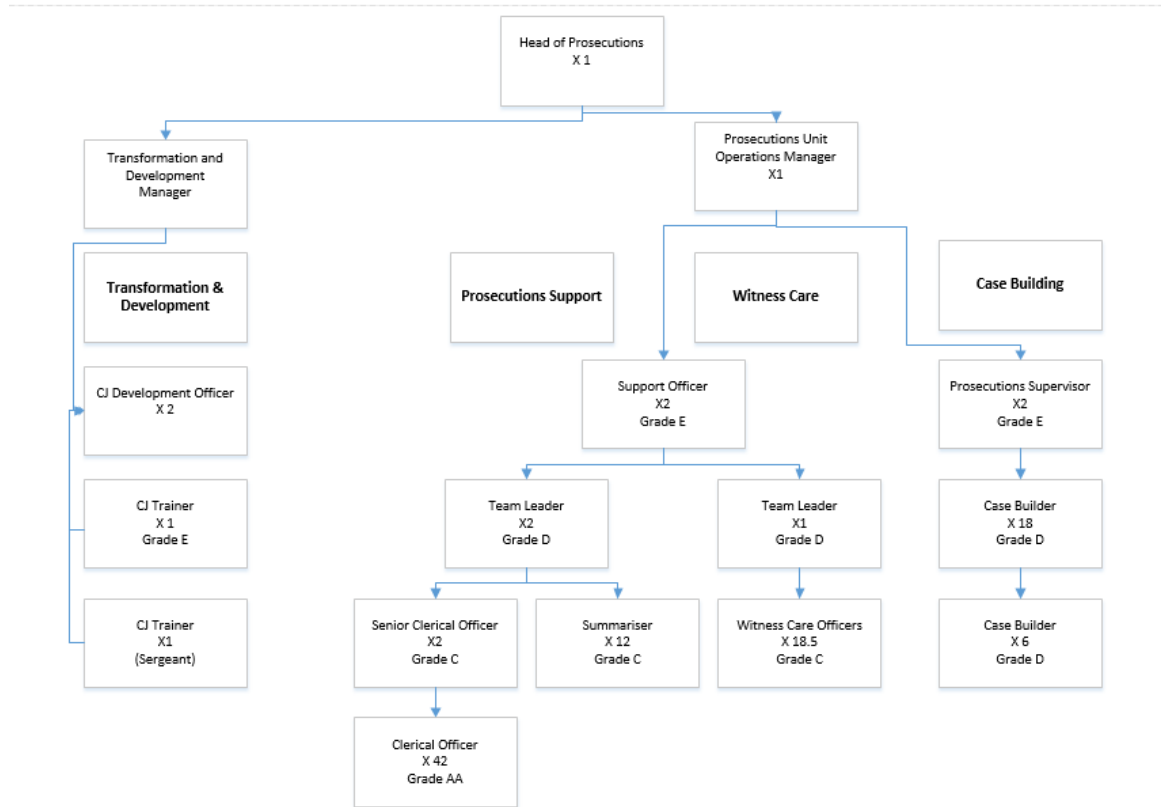 Head of Prosecutions
X 1
Transformation and
Development
Manager
Prosecutions Unit
Operations Manager
X1
Transformation &
Development
Prosecutions Support
Witness Care
Case Building
CJ Development Officer
X 2
Support Officer
X2
Grade E
Prosecutions Supervisor
X2
Grade E
CJ Trainer
X 1
Grade E
Team Leader
X2
Grade D
Team Leader
X1
Grade D
Case Builder
X 18
Grade D
CJ Trainer
X1
(Sergeant)
Senior Clerical Officer
X2
Grade C
Summariser
X 12
Grade C
Witness Care Officers
X 18.5
Grade C
Case Builder
X 6
Grade D
Clerical Officer
X 42
Grade AA